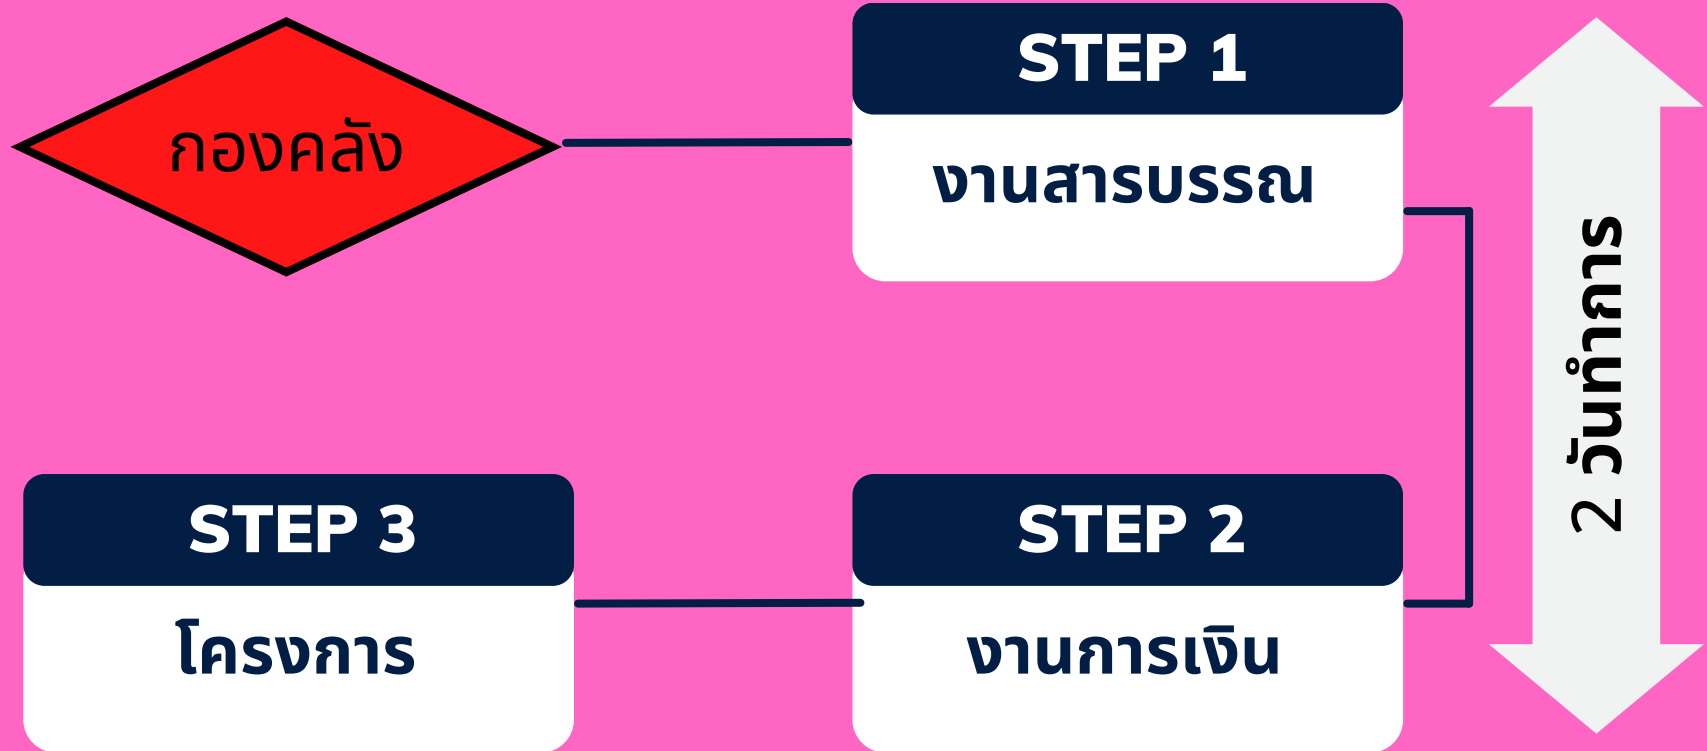 กองคลัง
STEP 1
งานสารบรรณ
2 วันทำการ
STEP 2
งานการเงิน
STEP 3
โครงการ